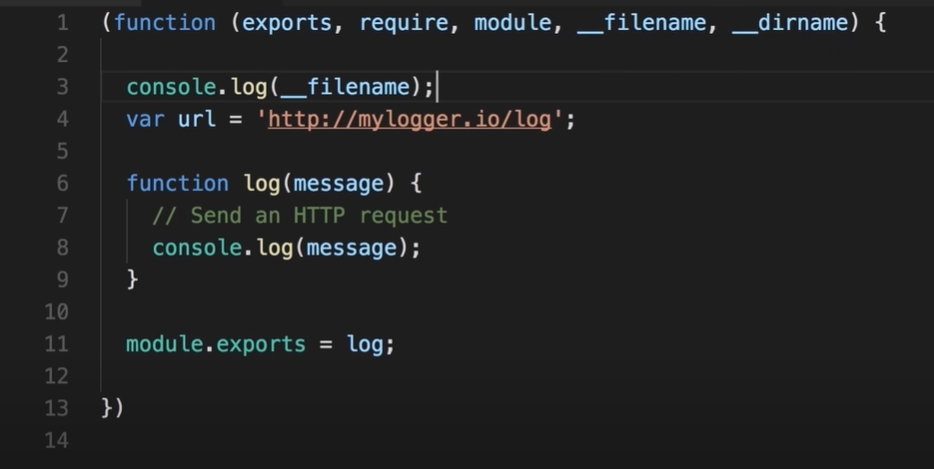 1 (function (exports, require, module, __filename, __dirname) {
2
3 console.log(__filename);
4 var url = 'http://mylogger.io/log';
5
6 function log(message) {
7 // Send an HTTP request
8 console.log(message);
9 }
10
11 module.exports = log;
12
13 })
14